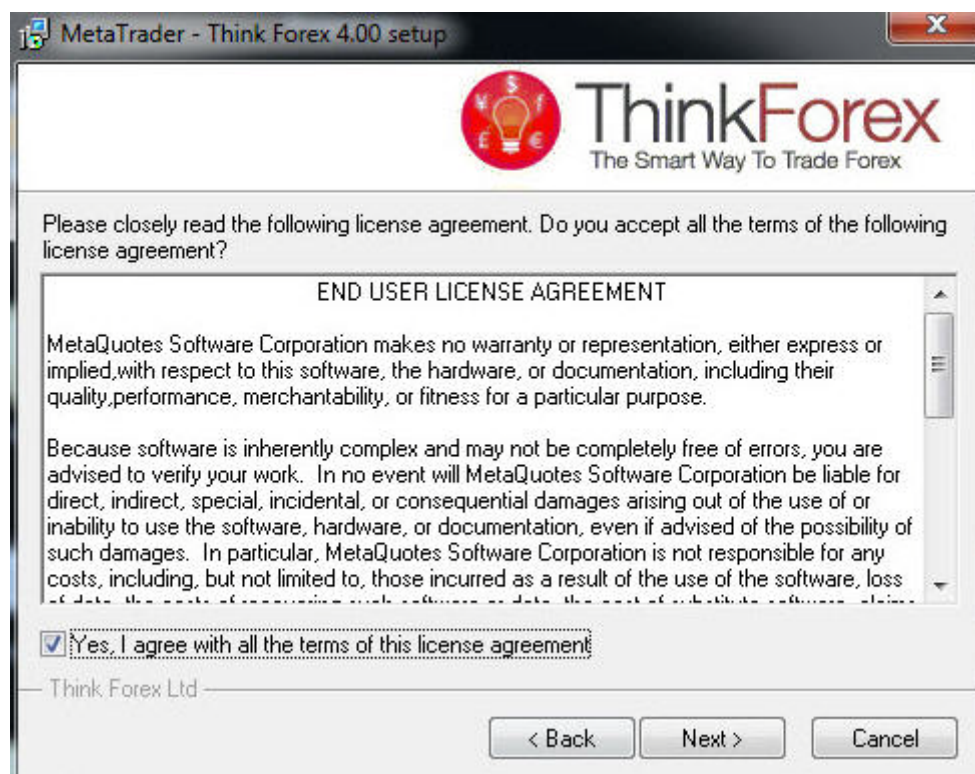 MetaTrader - Think Forex 4.00 setup
$
¥ f
£ €
ThinkForex
The Smart Way To Trade Forex
Please closely read the following license agreement. Do you accept all the terms of the following
license agreement?
END USER LICENSE AGREEMENT
MetaQuotes Software Corporation makes no warranty or representation, either express or
implied,with respect to this software, the hardware, or documentation, including their
quality,performance, merchantability, or fitness for a particular purpose.
Because software is inherently complex and may not be completely free of errors, you are
advised to verify your work.  In no event will MetaQuotes Software Corporation be liable for
direct, indirect, special, incidental, or consequential damages arising out of the use of or
inability to use the software, hardware, or documentation, even if advised of the possibility of
such damages.  In particular, MetaQuotes Software Corporation is not responsible for any
costs, including, but not limited to, those incurred as a result of the use of the software, loss
Yes, I agree with all the terms of this license agreement
Think Forex Ltd
< Back
Next >
Cancel